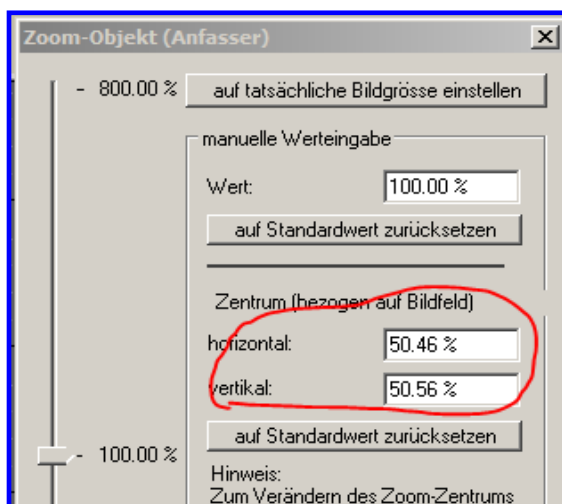 Zoom-Objekt (Anfasser)
- 800.00 % auf tatsächliche Bildgrösse einstellen
manuelle Werteingabe
Wert: 100.00 %
auf Standardwert zurücksetzen
Zentrum (bezogen auf Bildfeld)
horizontal: 50.46 %
vertikal: 50.56 %
auf Standardwert zurücksetzen
- 100.00 %
Hinweis:
Zum Verändern des Zoom-Zentrums